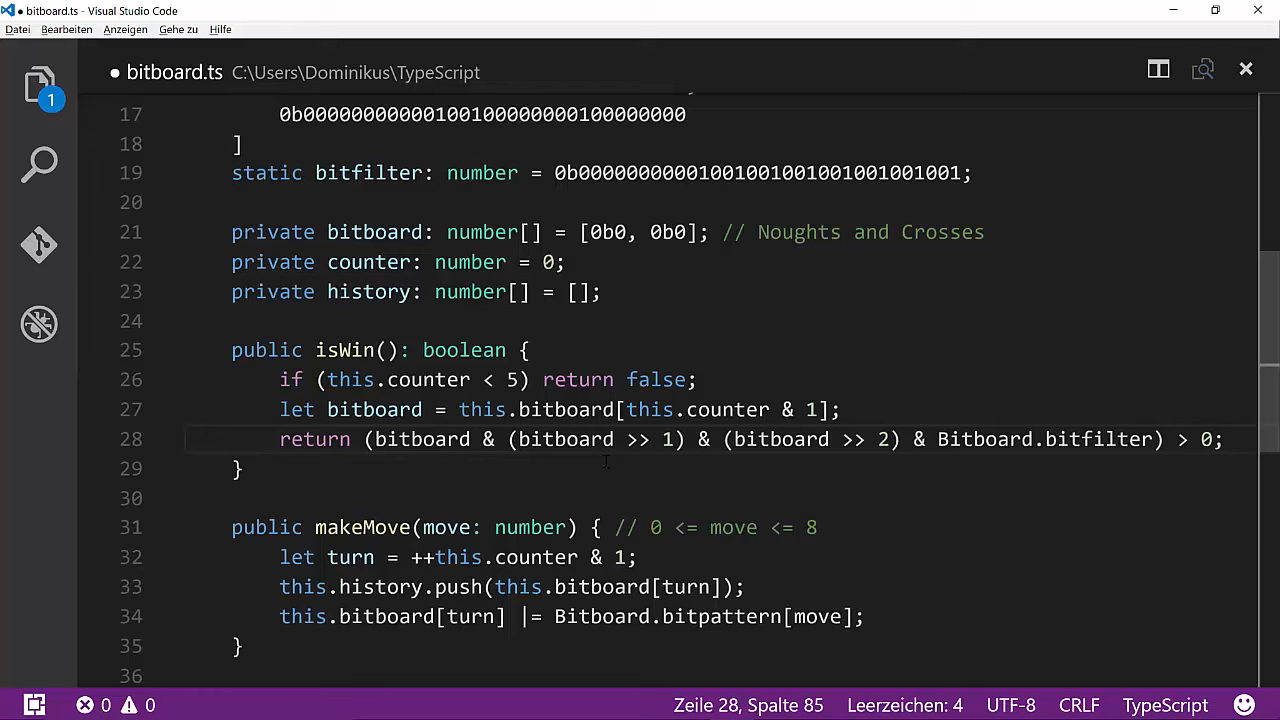 bitboard.ts - Visual Studio Code
Datei Bearbeiten Anzeigen Gehe zu Hilfe
1
bitboard.ts C:\Users\Dominikus\TypeScript
17 0b0000000000100100000000100000000
18 ]
19 static bitfilter: number = 0b00000000001001001001001001001001;
20
21 private bitboard: number[] = [0b0, 0b0]; // Noughts and Crosses
22 private counter: number = 0;
23 private history: number[] = [];
24
25 public isWin(): boolean {
26 if (this.counter < 5) return false;
27 let bitboard = this.bitboard[this.counter & 1];
28 return (bitboard & (bitboard >> 1) & (bitboard >> 2) & Bitboard.bitfilter) > 0;
29 }
30
31 public makeMove(move: number) { // 0 <= move <= 8
32 let turn = ++this.counter & 1;
33 this.history.push(this.bitboard[turn]);
34 this.bitboard[turn] |= Bitboard.bitpattern[move];
35 }
36
0 0 Zeile 28, Spalte 85 Leerzeichen: 4 UTF-8 CRLF TypeScript